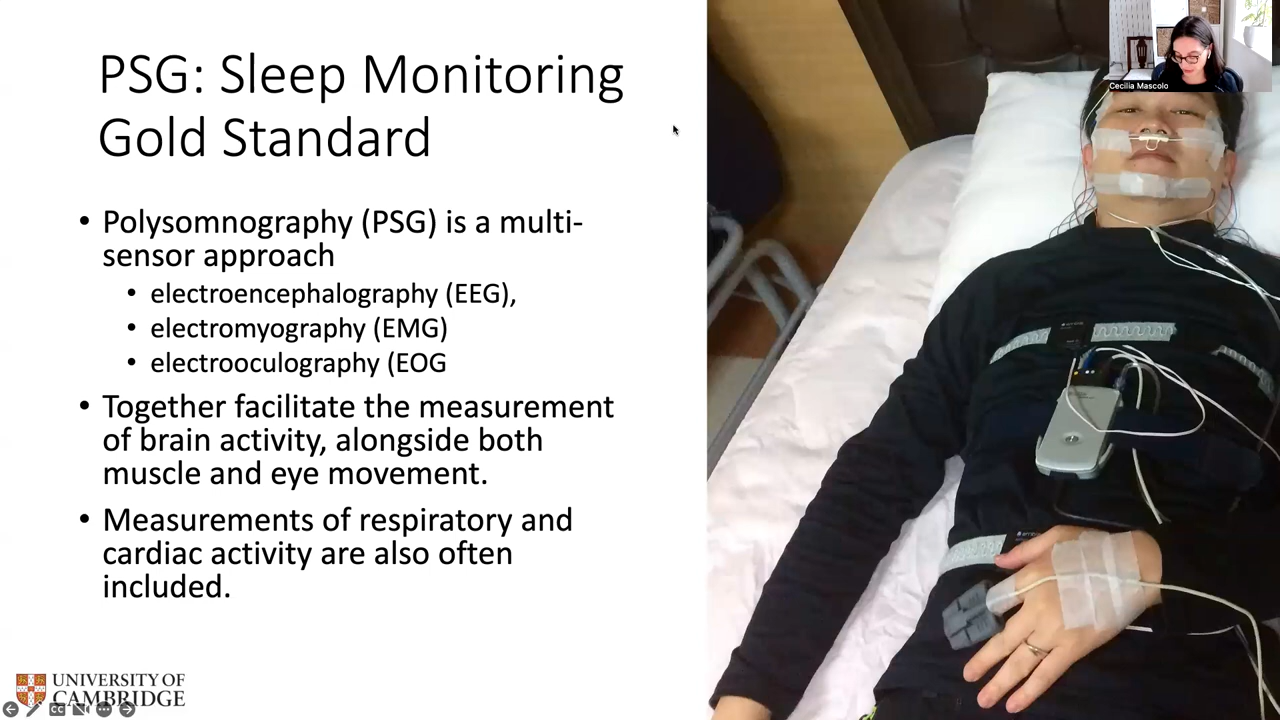 PSG: Sleep Monitoring
Gold Standard
• Polysomnography (PSG) is a multi-
sensor approach
• electroencephalography (EEG),
• electromyography (EMG)
• electrooculography (EOG
• Together facilitate the measurement
of brain activity, alongside both
muscle and eye movement.
• Measurements of respiratory and
cardiac activity are also often
included.
UNIVERSITY OF
CAMBRIDGE
CC
Cecilia Mascolo